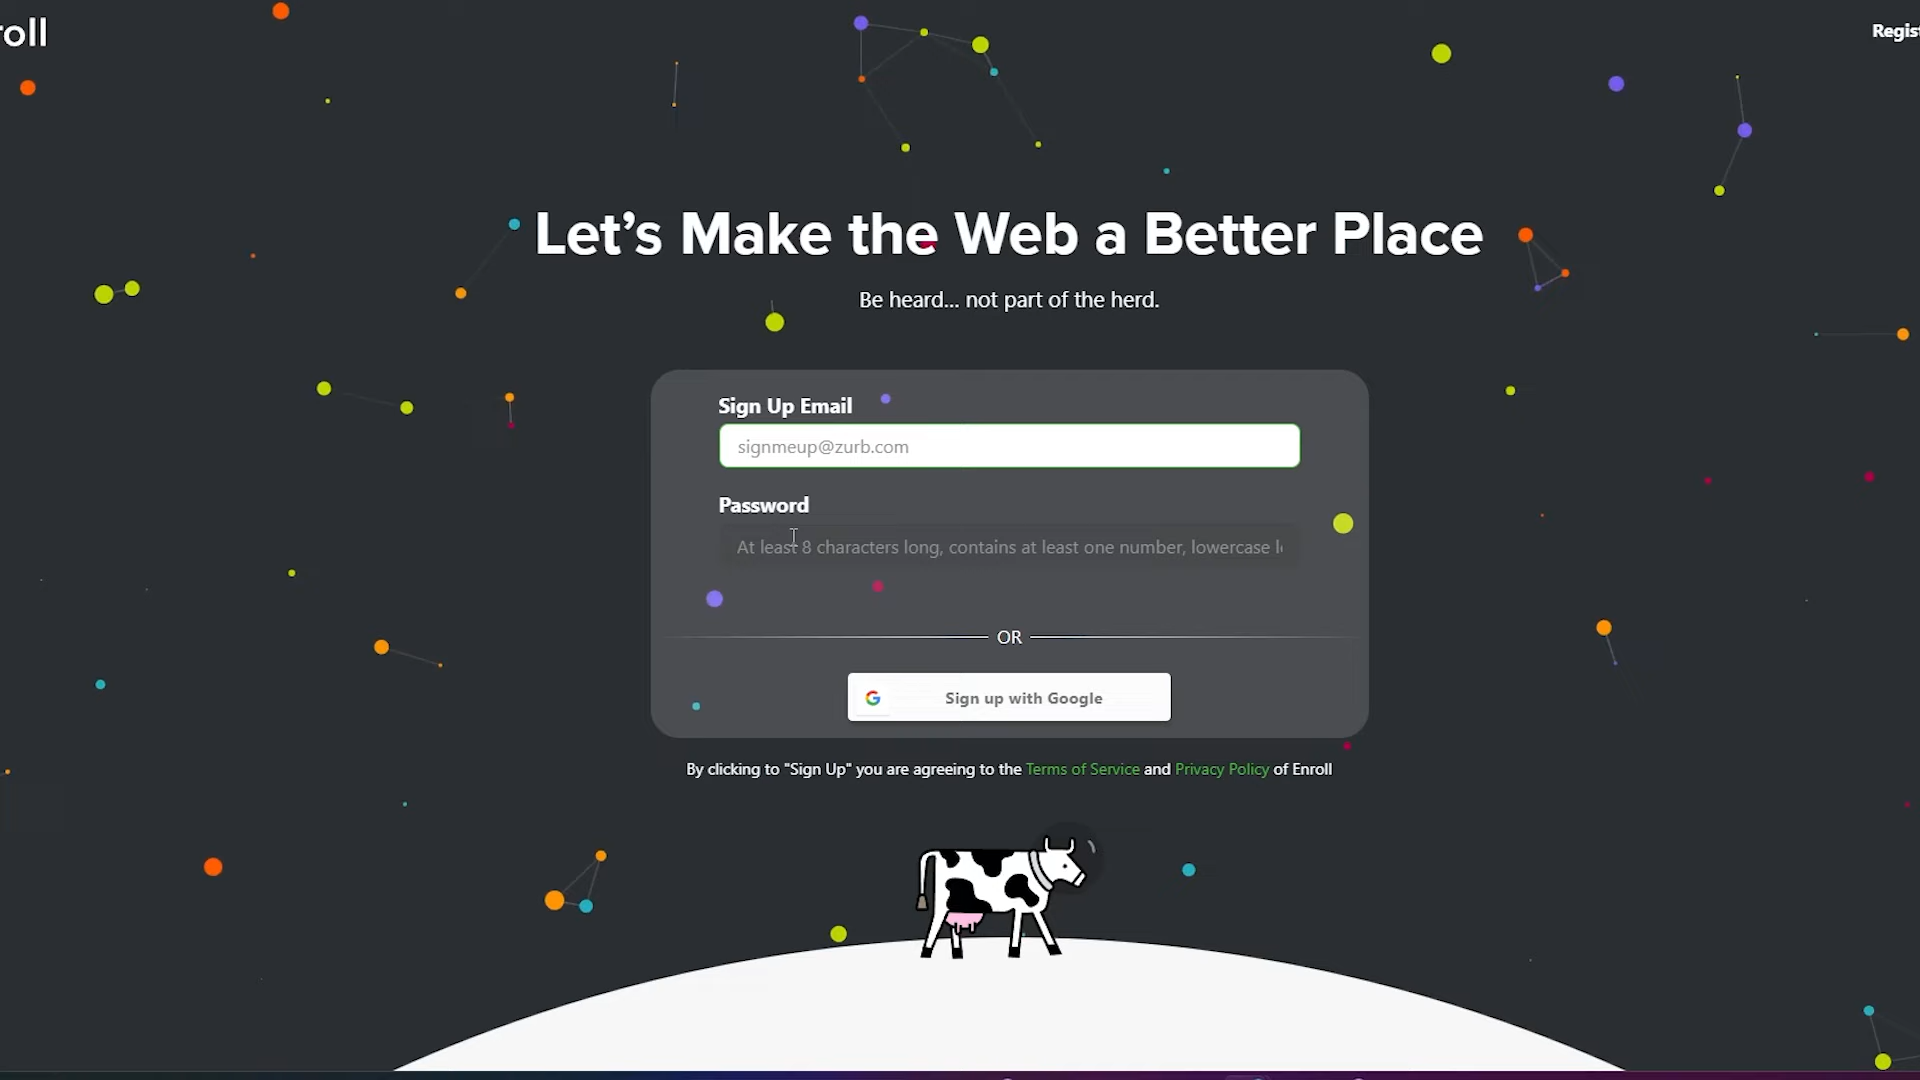 roll
Regist
Let’s Make the Web a Better Place
Be heard... not part of the herd.
Sign Up Email
signmeup@zurb.com
Password
At least 8 characters long, contains at least one number, lowercase l
OR
Sign up with Google
By clicking to "Sign Up" you are agreeing to the Terms of Service and Privacy Policy of Enroll